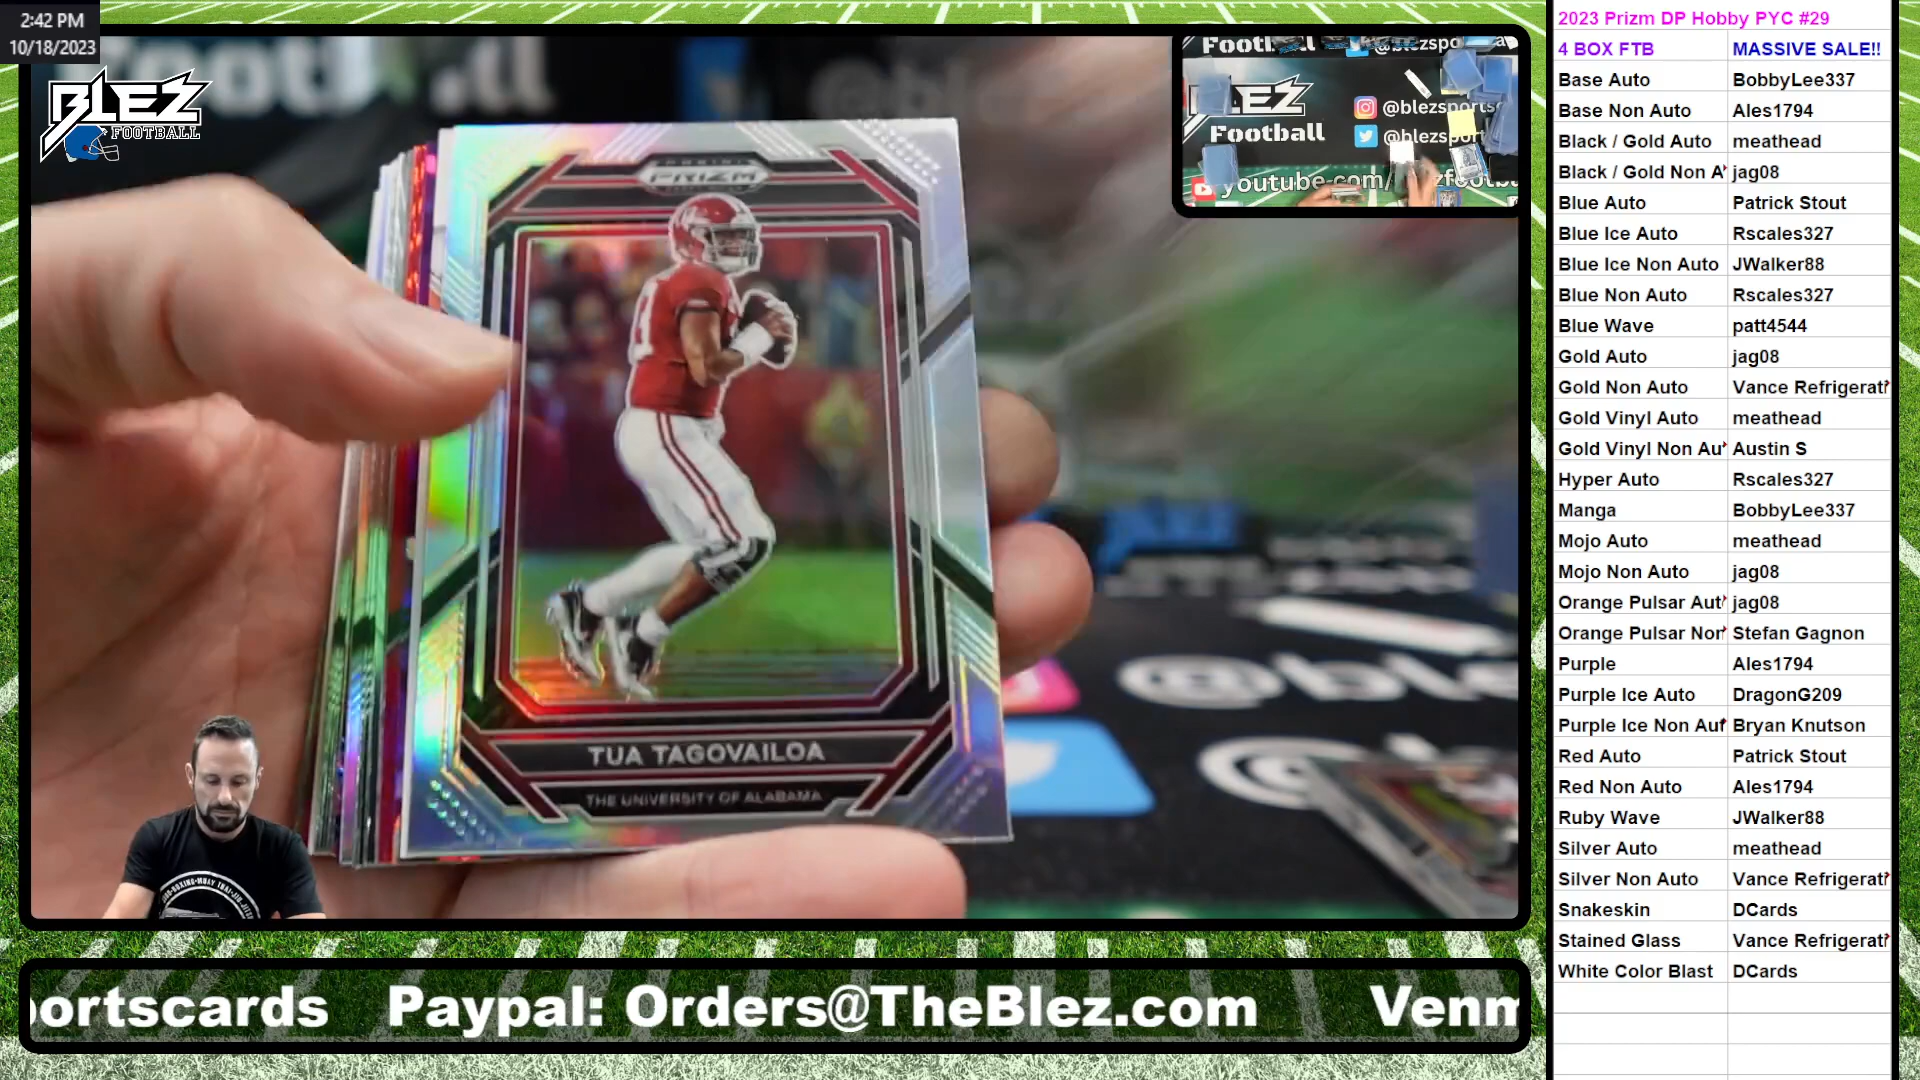 2:42 PM
10/18/2023
BLEZ
FOOTBALL
PRIZM
TUA TAGOVAILOA
THE UNIVERSITY OF ALABAMA
BLEZ
Football
@blezsports
@blezsport
youtube.com/
ortscards Paypal: Orders@TheBlez.com Venm
2023 Prizm DP Hobby PYC #29
4 BOX FTB MASSIVE SALE!!
Base Auto BobbyLee337
Base Non Auto Ales1794
Black / Gold Auto meathead
Black / Gold Non A jag08
Blue Auto Patrick Stout
Blue Ice Auto Rscales327
Blue Ice Non Auto JWalker88
Blue Non Auto Rscales327
Blue Wave patt4544
Gold Auto jag08
Gold Non Auto Vance Refrigerati
Gold Vinyl Auto meathead
Gold Vinyl Non Au Austin S
Hyper Auto Rscales327
Manga BobbyLee337
Mojo Auto meathead
Mojo Non Auto jag08
Orange Pulsar Aut jag08
Orange Pulsar Non Stefan Gagnon
Purple Ales1794
Purple Ice Auto DragonG209
Purple Ice Non Aut Bryan Knutson
Red Auto Patrick Stout
Red Non Auto Ales1794
Ruby Wave JWalker88
Silver Auto meathead
Silver Non Auto Vance Refrigerati
Snakeskin DCards
Stained Glass Vance Refrigerati
White Color Blast DCards